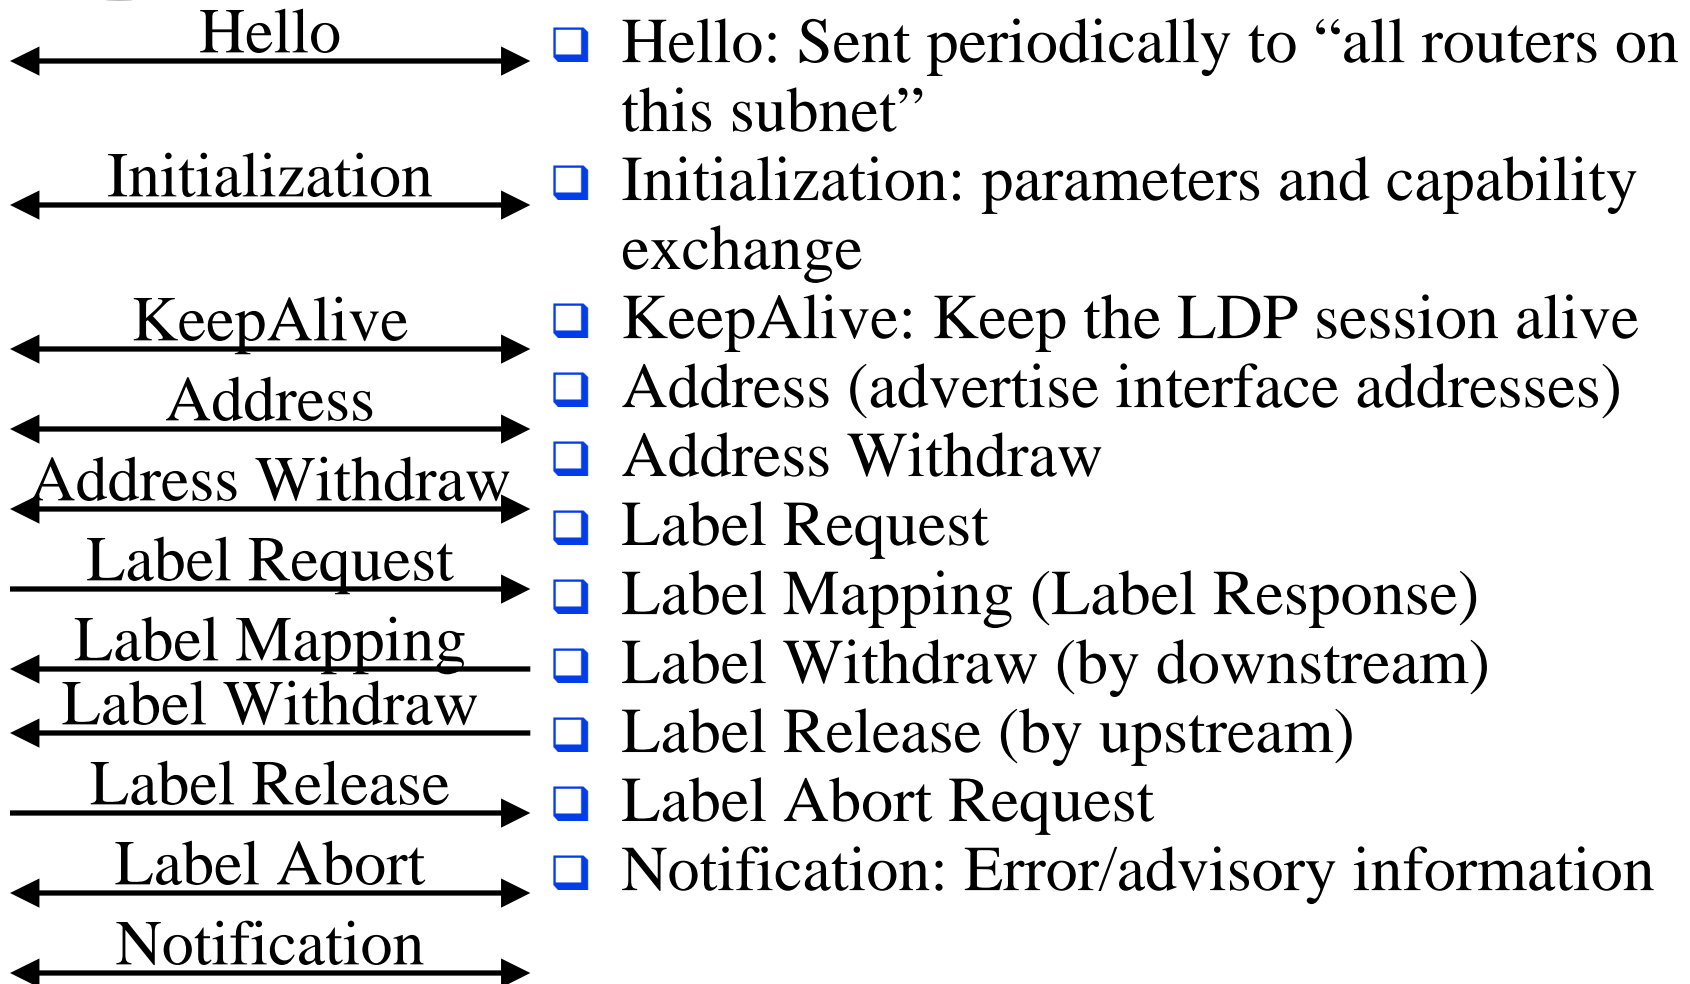 Hello
Initialization
KeepAlive
Address
Address Withdraw
Label Request
Label Mapping
Label Withdraw
Label Release
Label Abort
Notification
❑ Hello: Sent periodically to “all routers on
this subnet”
❑ Initialization: parameters and capability
exchange
❑ KeepAlive: Keep the LDP session alive
❑ Address (advertise interface addresses)
❑ Address Withdraw
❑ Label Request
❑ Label Mapping (Label Response)
❑ Label Withdraw (by downstream)
❑ Label Release (by upstream)
❑ Label Abort Request
❑ Notification: Error/advisory information